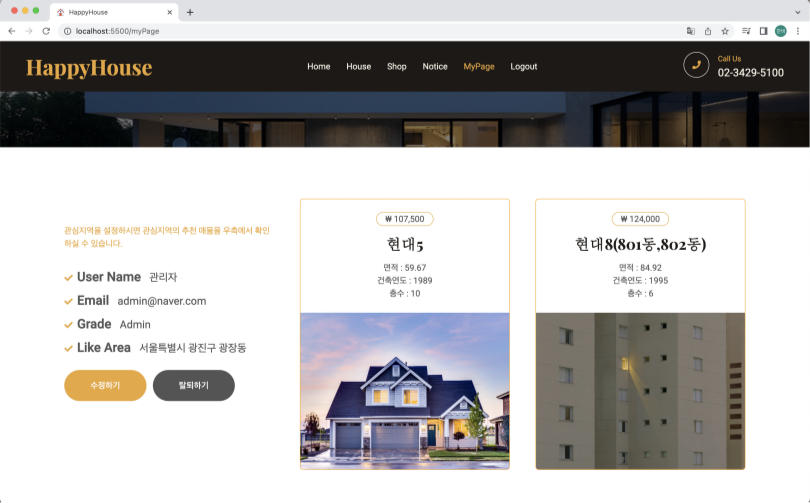 HappyHouse
localhost:5500/myPage
HappyHouse
Home House Shop Notice MyPage Logout
Call Us
02-3429-5100
관심지역을 설정하시면 관심지역의 추천 매물을 우측에서 확인
하실 수 있습니다.
User Name 관리자
Email admin@naver.com
Grade Admin
Like Area 서울특별시 광진구 광장동
수정하기 탈퇴하기
₩ 107,500
현대5
면적 : 59.67
건축연도 : 1989
층수 : 10
₩ 124,000
현대8(801동,802동)
면적 : 84.92
건축연도 : 1995
층수 : 6